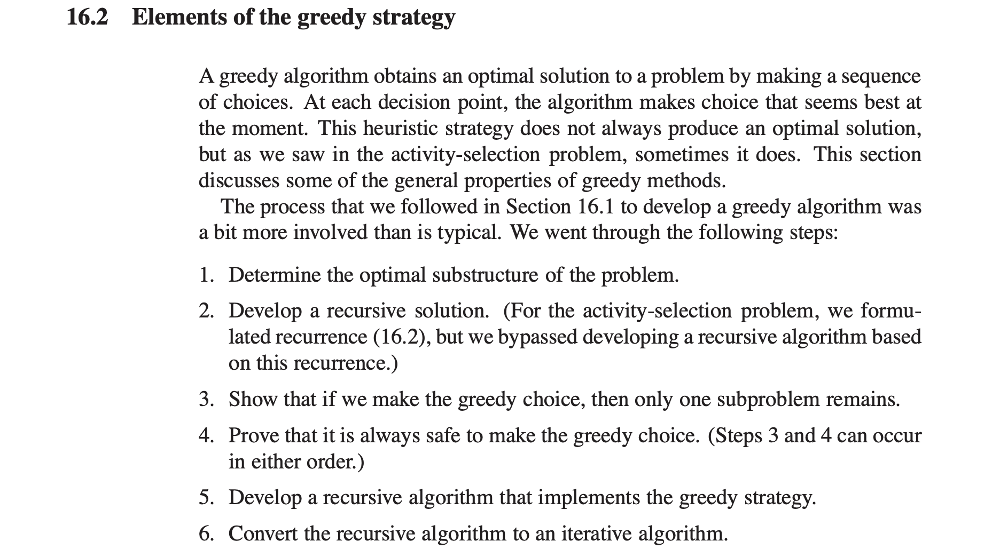 16.2 Elements of the greedy strategy
A greedy algorithm obtains an optimal solution to a problem by making a sequence
of choices. At each decision point, the algorithm makes choice that seems best at
the moment. This heuristic strategy does not always produce an optimal solution,
but as we saw in the activity-selection problem, sometimes it does. This section
discusses some of the general properties of greedy methods.
The process that we followed in Section 16.1 to develop a greedy algorithm was
a bit more involved than is typical. We went through the following steps:
1. Determine the optimal substructure of the problem.
2. Develop a recursive solution. (For the activity-selection problem, we formu-
lated recurrence (16.2), but we bypassed developing a recursive algorithm based
on this recurrence.)
3. Show that if we make the greedy choice, then only one subproblem remains.
4. Prove that it is always safe to make the greedy choice. (Steps 3 and 4 can occur
in either order.)
5. Develop a recursive algorithm that implements the greedy strategy.
6. Convert the recursive algorithm to an iterative algorithm.